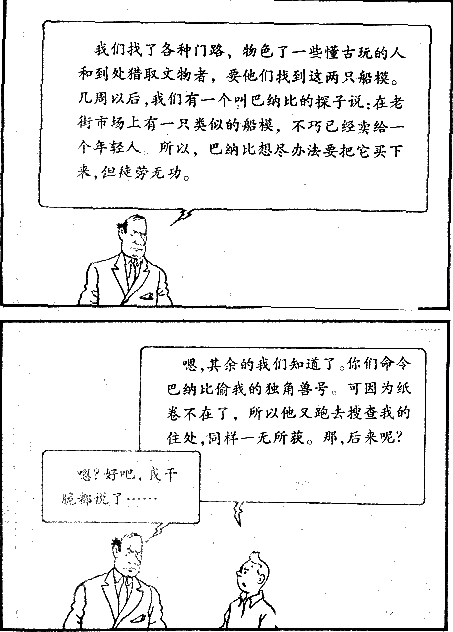 我们找了各种门路，物色了一些懂古玩的人
和到处猎取文物者，要他们找到这两只船模。
几周以后，我们有一个叫巴纳比的探子说：在老
街市场上有一只类似的船模，不巧已经卖给一
个年轻人。所以，巴纳比想尽办法要把它买下
来，但徒劳无功。
嗯，其余的我们知道了。你们命令
巴纳比偷我的独角兽号。可因为纸
卷不在了，所以他又跑去搜查我的
住处，同样一无所获。那，后来呢？
嗯？好吧，我干
脆都说了……